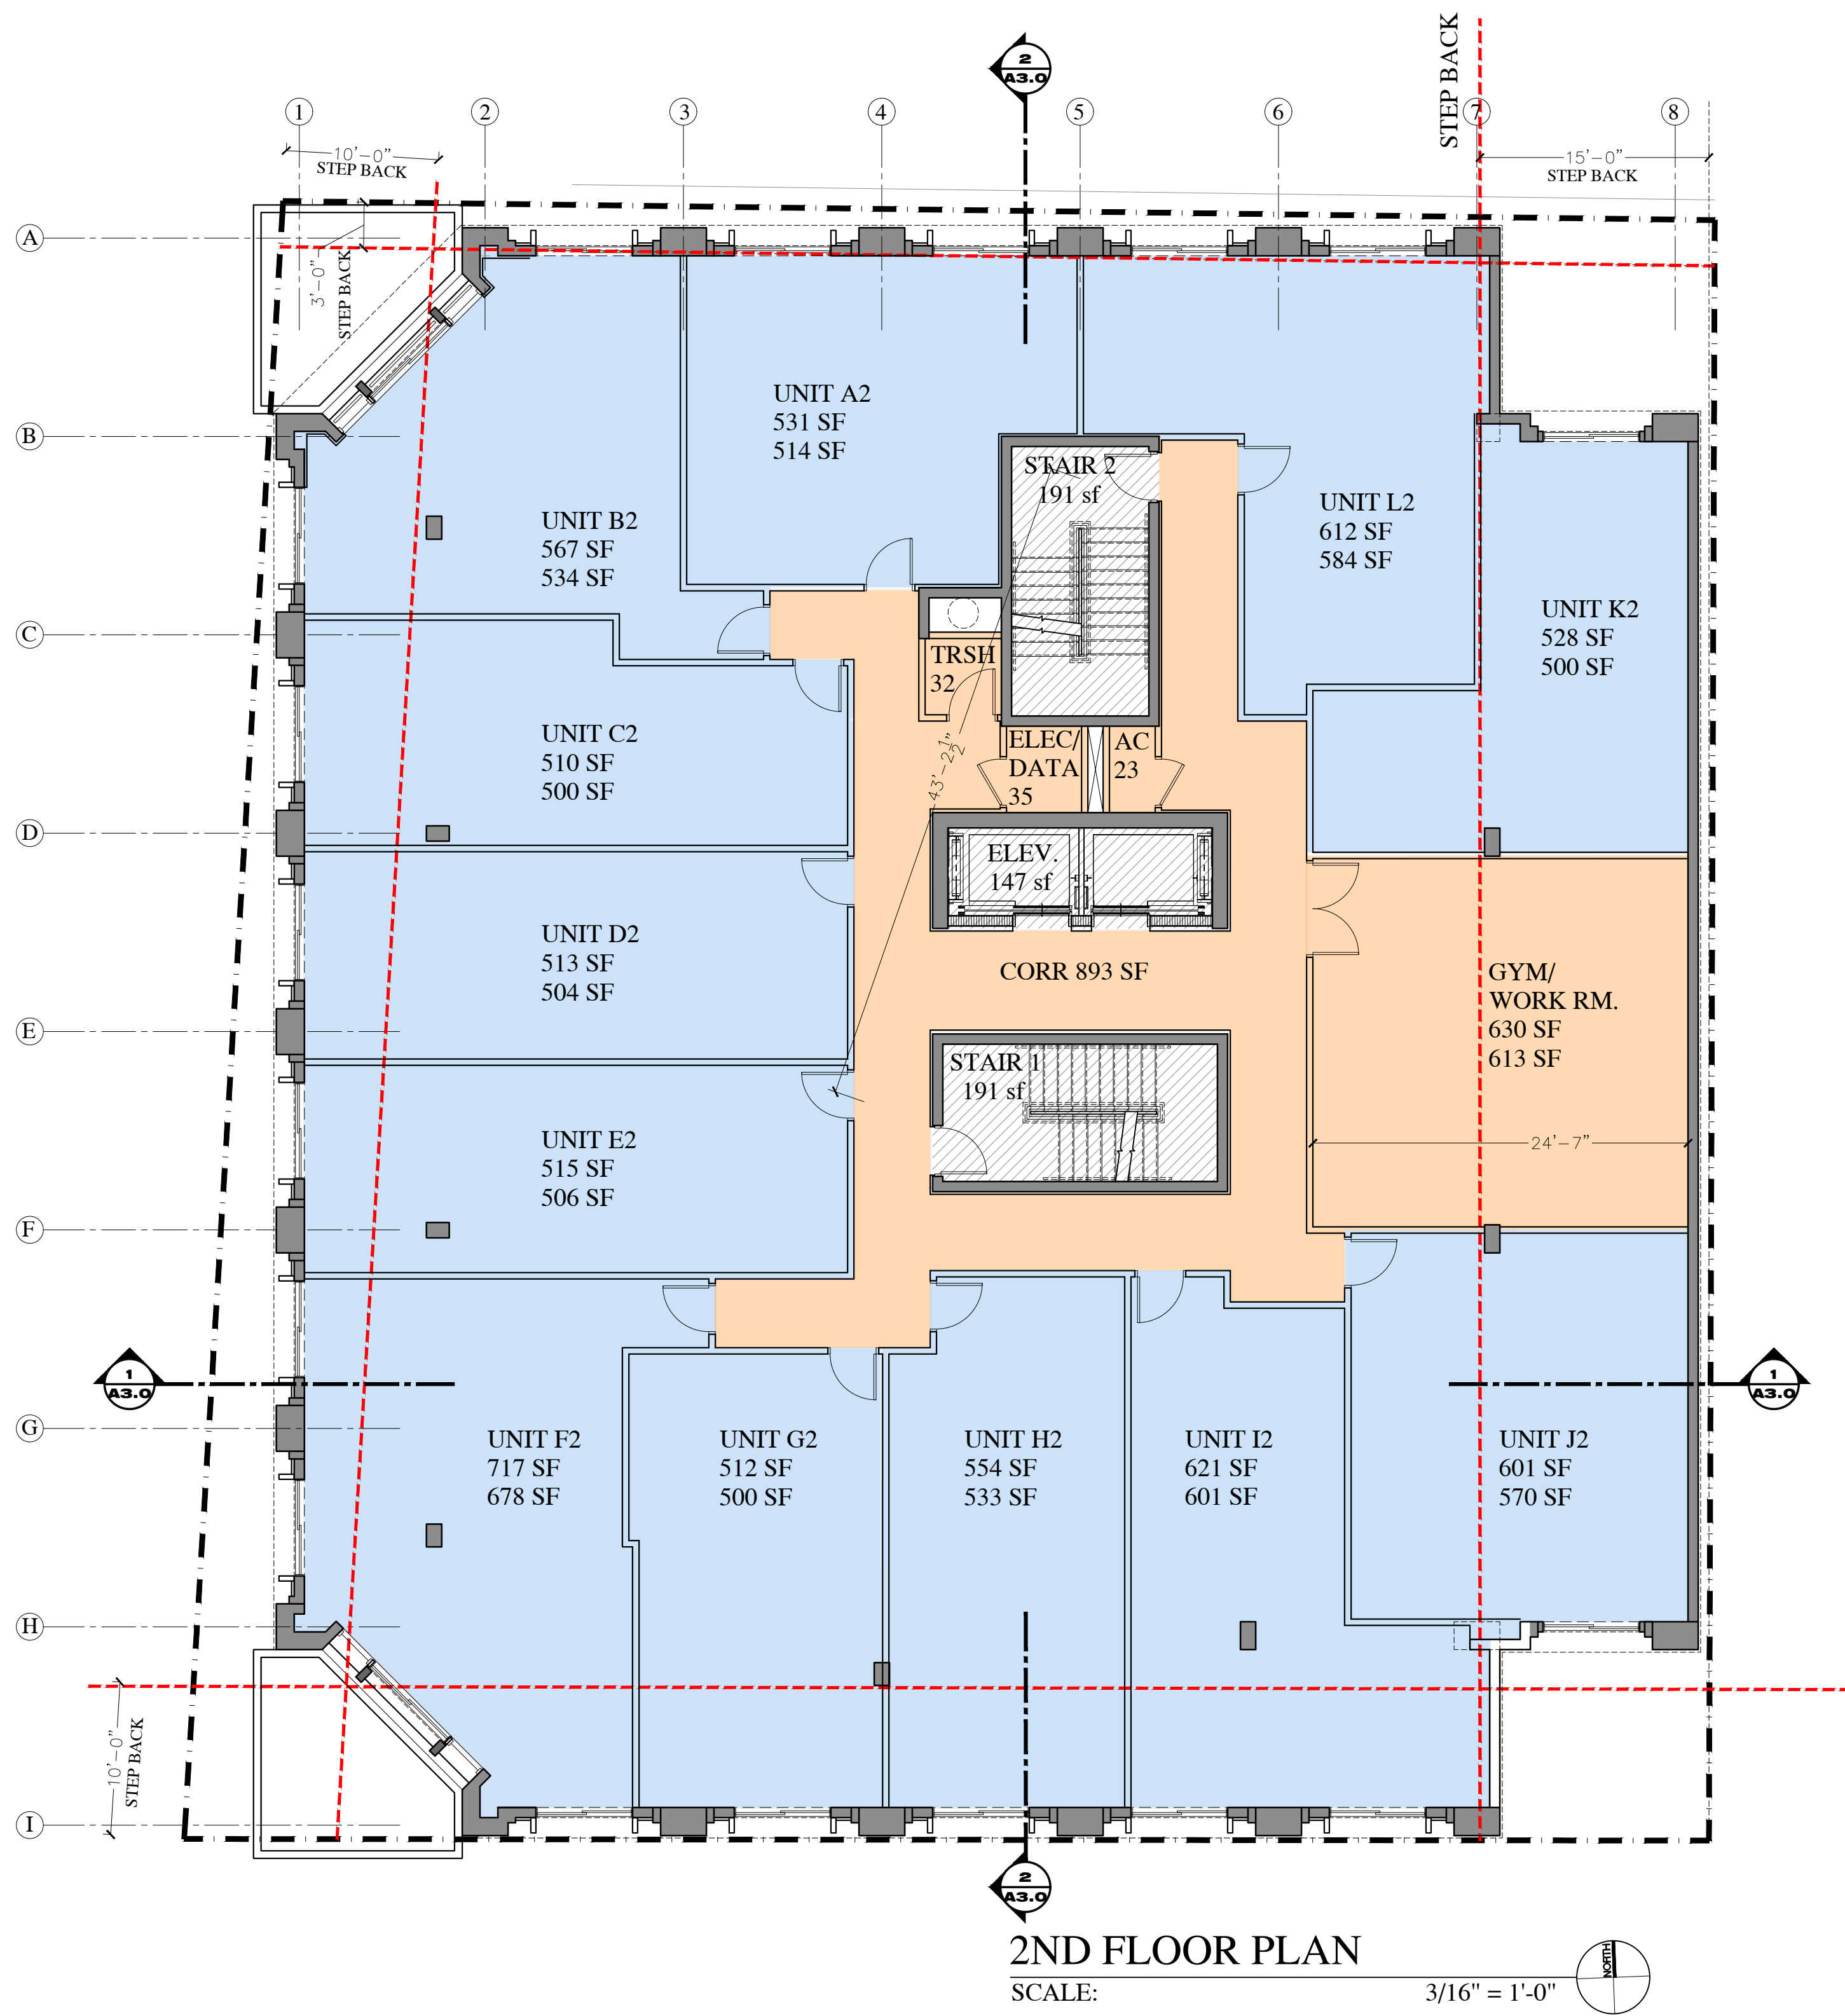 STEP BACK
2
A3.0
1
2
3
4
5
6
7
8
10'-0"
STEP BACK
15'-0"
STEP BACK
A
3'-0"
STEP BACK
B
UNIT A2
531 SF
514 SF
STAIR 2
191 sf
UNIT L2
612 SF
584 SF
UNIT B2
567 SF
534 SF
UNIT K2
528 SF
500 SF
C
TRSH
32
UNIT C2
510 SF
500 SF
43'-2½"
ELEC/
DATA
35
AC
23
D
ELEV.
147 sf
UNIT D2
513 SF
504 SF
CORR 893 SF
GYM/
WORK RM.
630 SF
613 SF
E
STAIR 1
191 sf
UNIT E2
515 SF
506 SF
24'-7"
F
1
A3.0
1
A3.0
G
UNIT F2
717 SF
678 SF
UNIT G2
512 SF
500 SF
UNIT H2
554 SF
533 SF
UNIT I2
621 SF
601 SF
UNIT J2
601 SF
570 SF
H
10'-0"
STEP BACK
I
2
A3.0
2ND FLOOR PLAN
SCALE: 3/16" = 1'-0"
NORTH